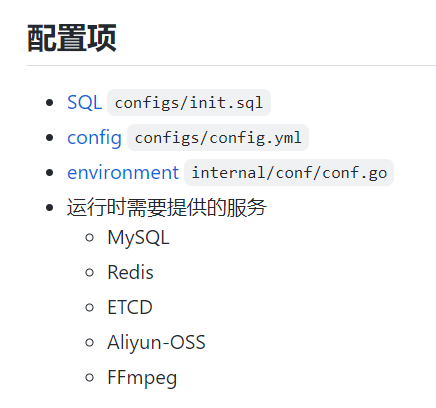 配置项
SQL configs/init.sql
config configs/config.yml
environment internal/conf/conf.go
运行时需要提供的服务
MySQL
Redis
ETCD
Aliyun-OSS
FFmpeg